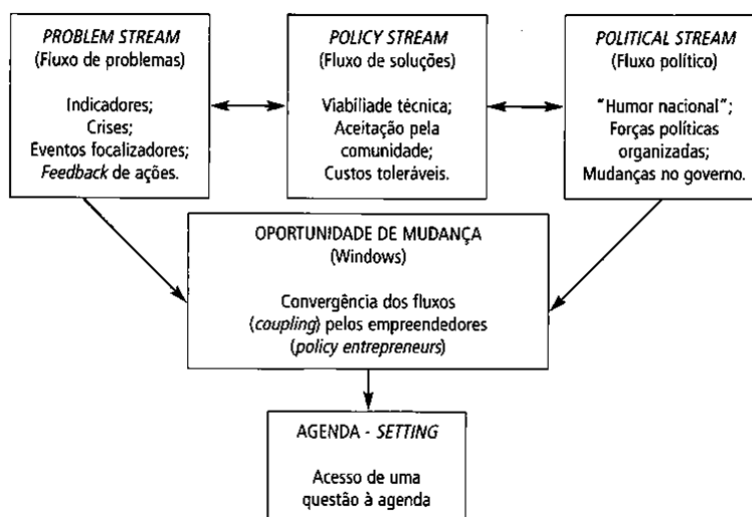 PROBLEM STREAM
(Fluxo de problemas)
Indicadores;
Crises;
Eventos focalizadores;
Feedback de ações.
POLICY STREAM
(Fluxo de soluções)
Viabiliade técnica;
Aceitação pela
comunidade;
Custos toleráveis.
POLITICAL STREAM
(Fluxo político)
"Humor nacional";
Forças políticas
organizadas;
Mudanças no governo.
OPORTUNIDADE DE MUDANÇA
(Windows)
Convergência dos fluxos
(coupling) pelos empreendedores
(policy entrepreneurs)
AGENDA - SETTING
Acesso de uma
questão à agenda